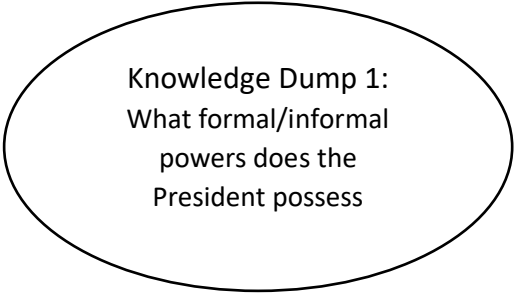 Knowledge Dump 1:
What formal/informal
powers does the
President possess